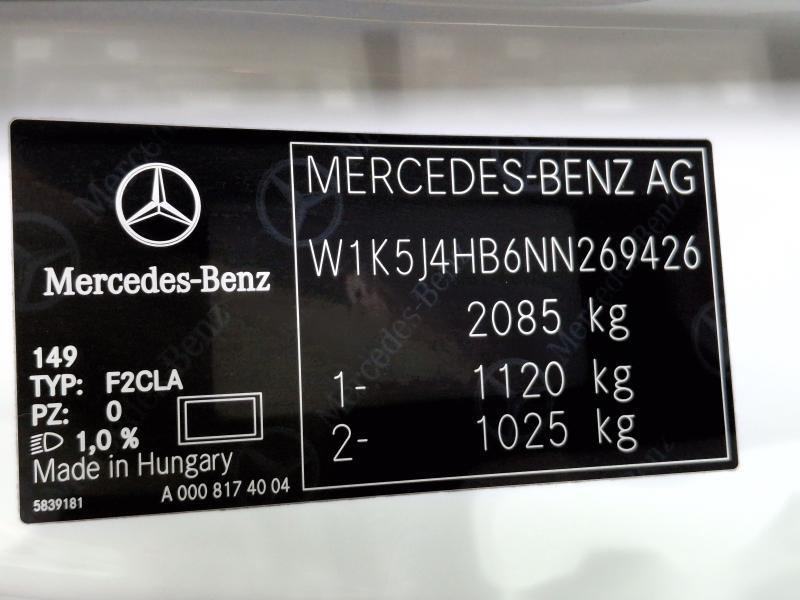 Mercedes-Benz
149
TYP: F2CLA
PZ: 0
1,0 %
Made in Hungary
5839181
A 000 817 40 04
MERCEDES-BENZ AG
W1K5J4HB6NN269426
2085 kg
1- 1120 kg
2- 1025 kg